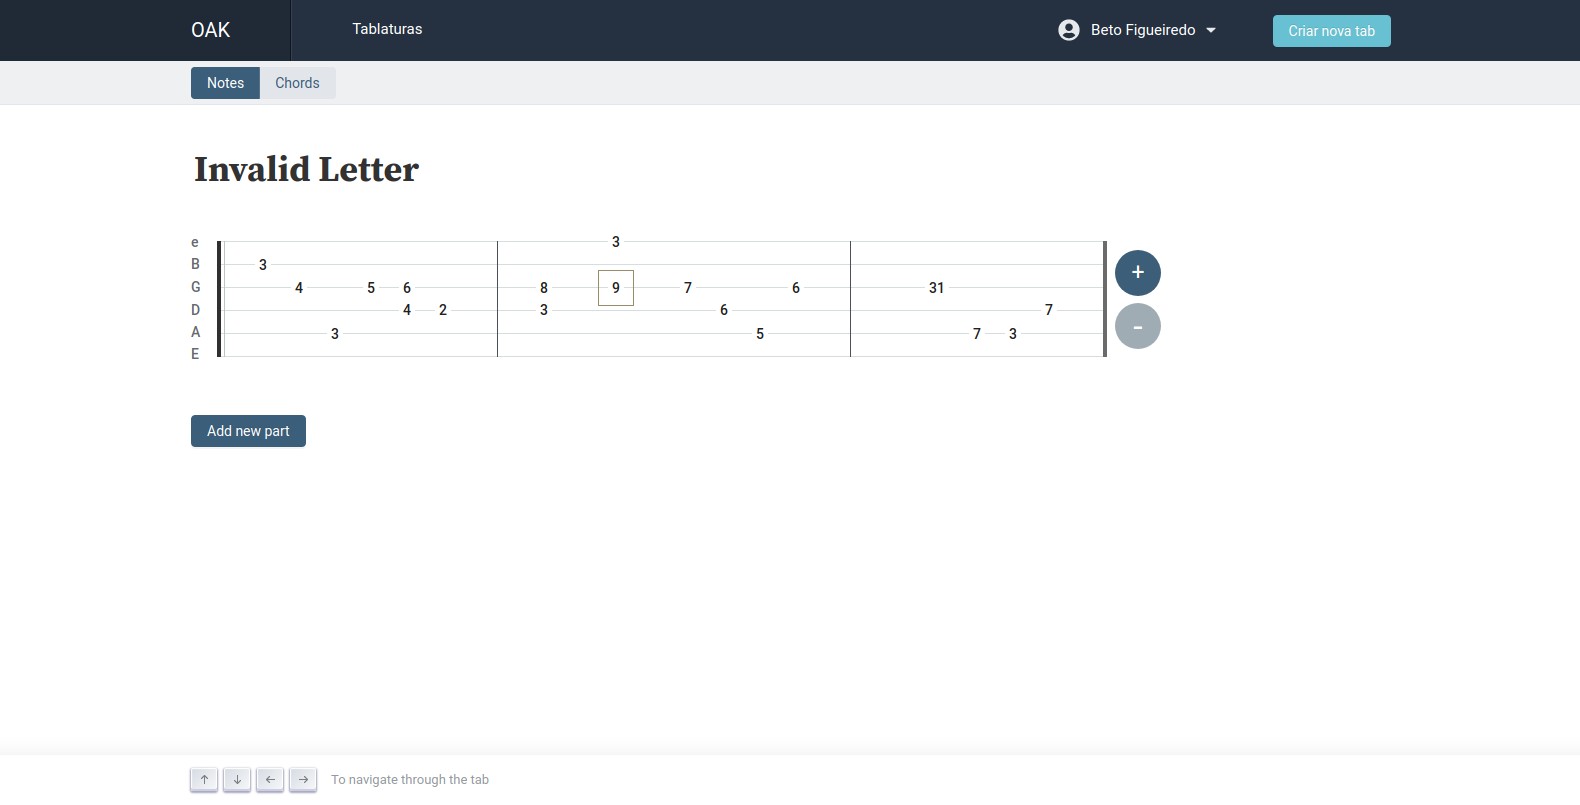 OAK Tablaturas Beto Figueiredo Criar nova tab
Notes Chords
Invalid Letter
e 3
B 3
G 4 5 6 8 9 7 6 31
D 4 2 3 6 7
A 3 5 7 3
E
+
-
Add new part
↑ ↓ ← → To navigate through the tab